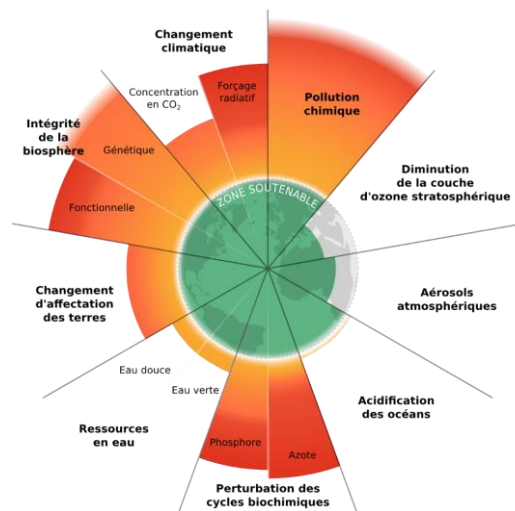 Changement
climatique
Concentration
en CO₂
Forçage
radiatif
Pollution
chimique
Intégrité
de la
biosphère
Génétique
Fonctionnelle
ZONE SOUTENABLE
Diminution
de la couche
d'ozone stratosphérique
Changement
d'affectation
des terres
Aérosols
atmosphériques
Eau douce
Eau verte
Ressources
en eau
Phosphore
Azote
Acidification
des océans
Perturbation des
cycles biochimiques